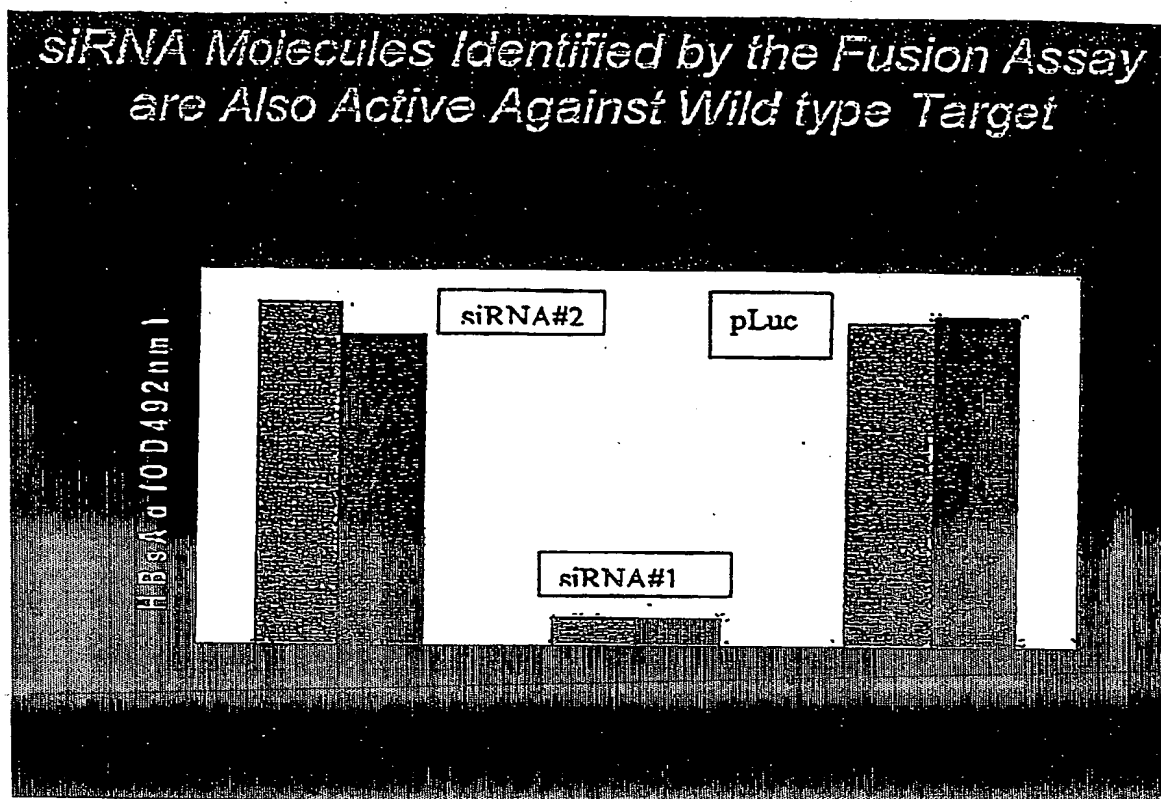 siRNA Molecules Identified by the Fusion Assay
are Also Active Against Wild type Target
HBsAg (OD492nm)
siRNA#2
pLuc
siRNA#1